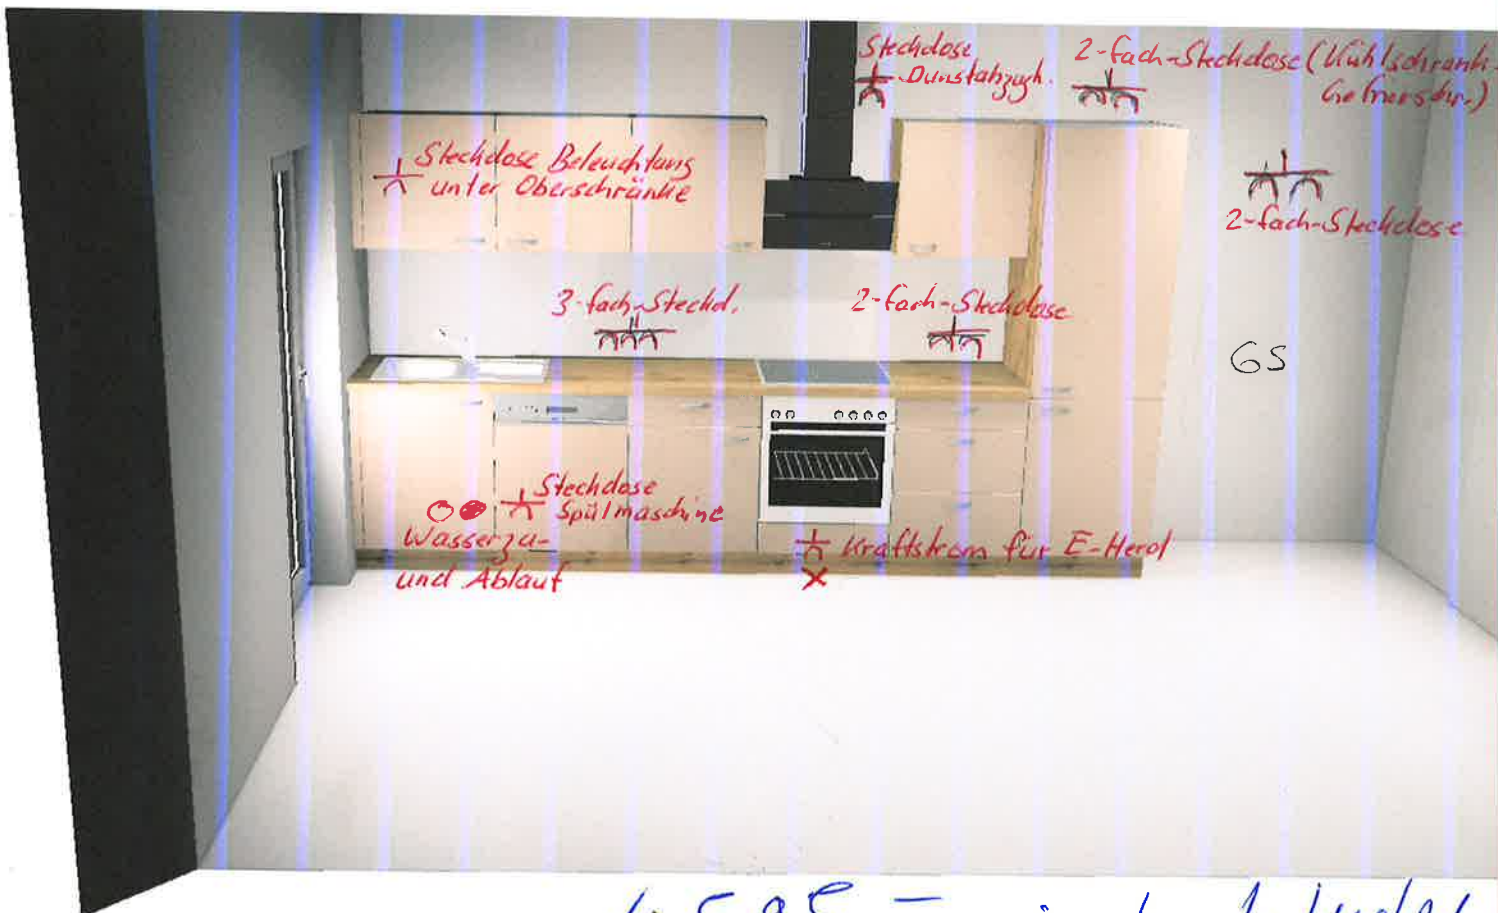 Steckdose
Dunstabzugh.
2-fach-Steckdose (Kühlschrank-
Gefrierschr.)
Steckdose Beleuchtung
unter Oberschränke
2-fach-Steckdose
3-fach-Steckd.
2-fach-Steckdose
GS
Steckdose
Spülmaschine
Wasserzu-
und Ablauf
Kraftstrom für E-Herd
X